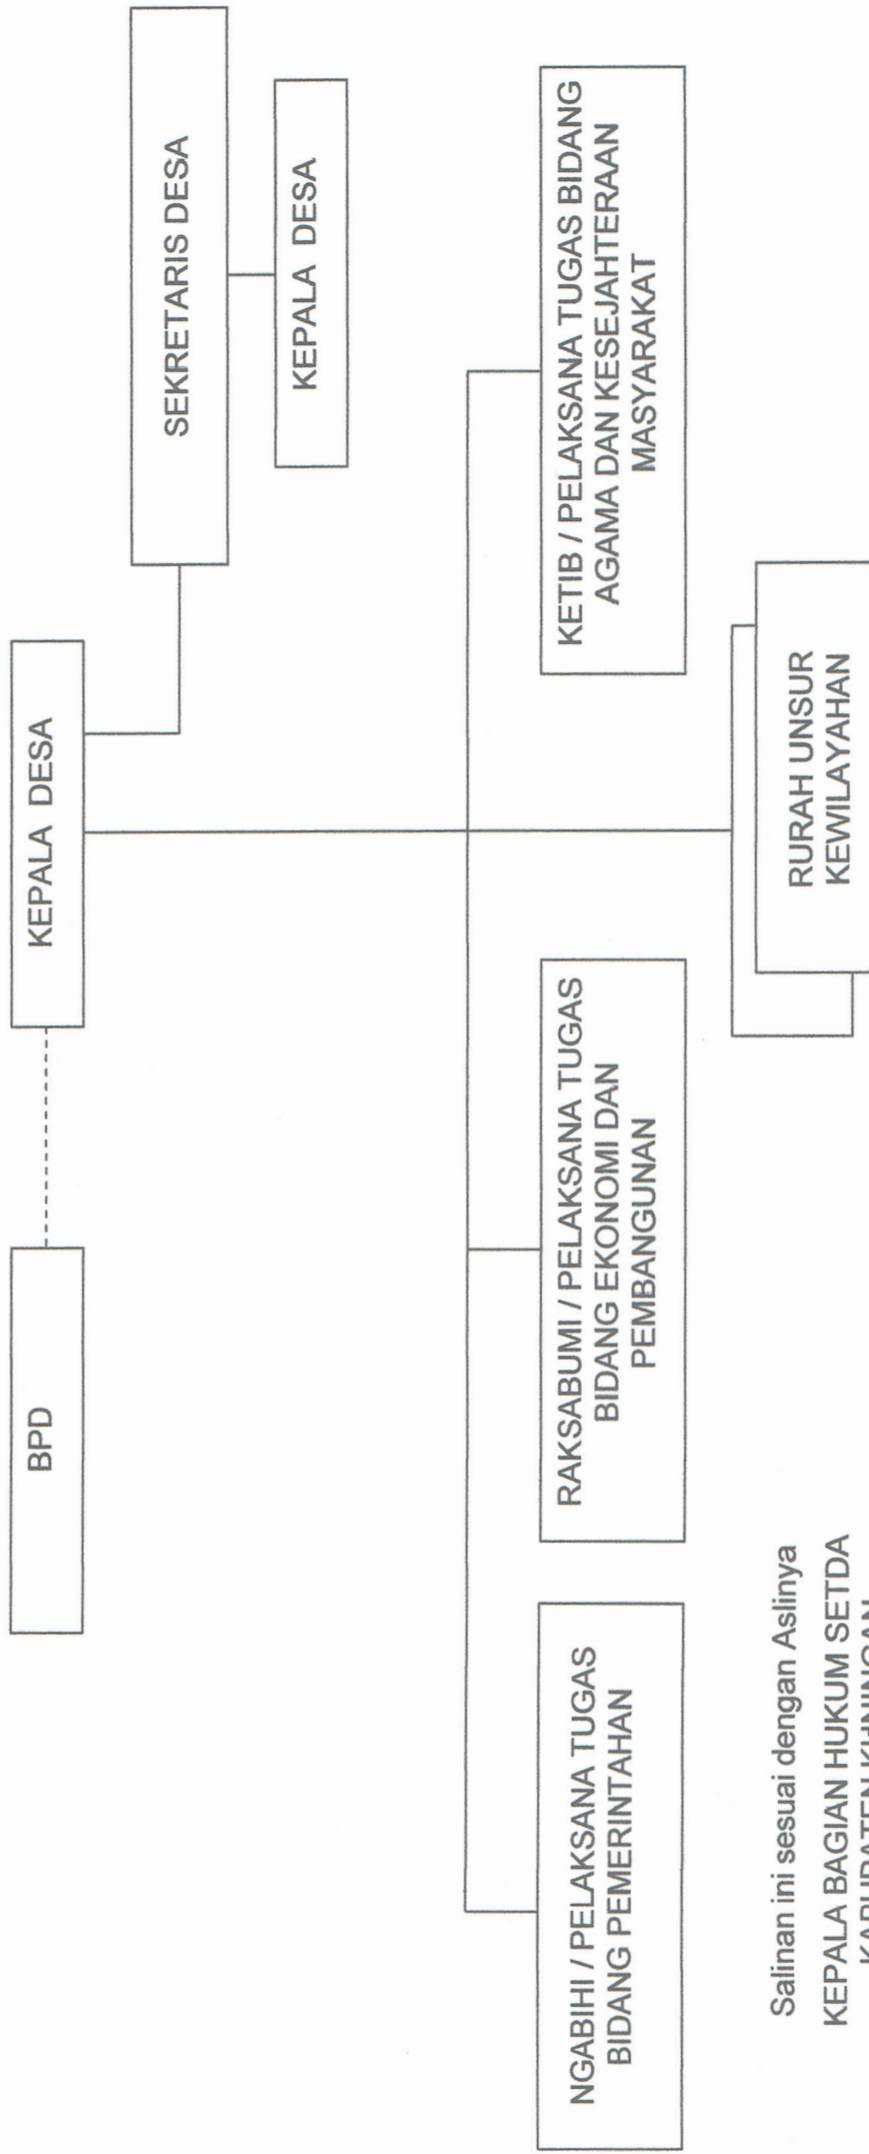 BPD
KEPALA DESA
SEKRETARIS DESA
KEPALA DESA
NGABIHI / PELAKSANA TUGAS
BIDANG PEMERINTAHAN
RAKSABUMI / PELAKSANA TUGAS
BIDANG EKONOMI DAN
PEMBANGUNAN
KETIB / PELAKSANA TUGAS BIDANG
AGAMA DAN KESEJAHTERAAN
MASYARAKAT
RURAH UNSUR
KEWILAYAHAN
Salinan ini sesuai dengan Aslinya
KEPALA BAGIAN HUKUM SETDA
KABUPATEN KUNINGAN